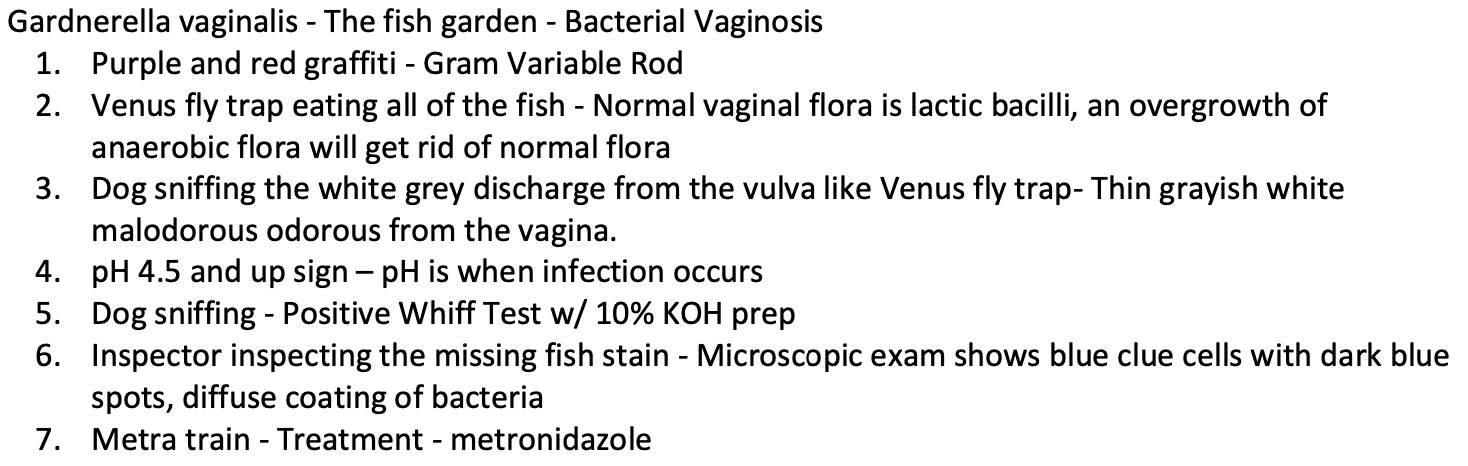 Gardnerella vaginalis - The fish garden - Bacterial Vaginosis
1. Purple and red graffiti - Gram Variable Rod
2. Venus fly trap eating all of the fish - Normal vaginal flora is lactic bacilli, an overgrowth of
anaerobic flora will get rid of normal flora
3. Dog sniffing the white grey discharge from the vulva like Venus fly trap- Thin grayish white
malodorous odorous from the vagina.
4. pH 4.5 and up sign – pH is when infection occurs
5. Dog sniffing - Positive Whiff Test w/ 10% KOH prep
6. Inspector inspecting the missing fish stain - Microscopic exam shows blue clue cells with dark blue
spots, diffuse coating of bacteria
7. Metra train - Treatment - metronidazole